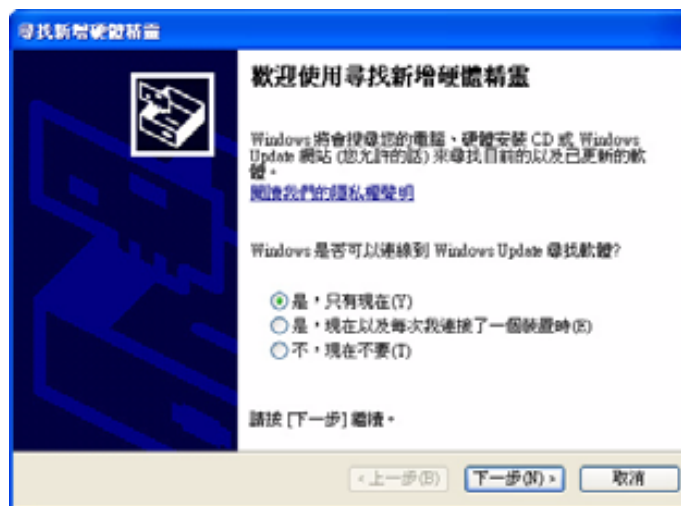 尋找新增硬體精靈
歡迎使用尋找新增硬體精靈
Windows 將會搜尋您的電腦、硬體安裝 CD 或 Windows
Update 網站 (您允許的話) 來尋找目前的以及已更新的軟
體。
閱讀我們的隱私權聲明
Windows 是否可以連線到 Windows Update 尋找軟體?
是，只有現在(Y)
是，現在以及每次我連接了一個裝置時(E)
不，現在不要(T)
請按 [下一步] 繼續。
< 上一步(B)
下一步(N) >
取消